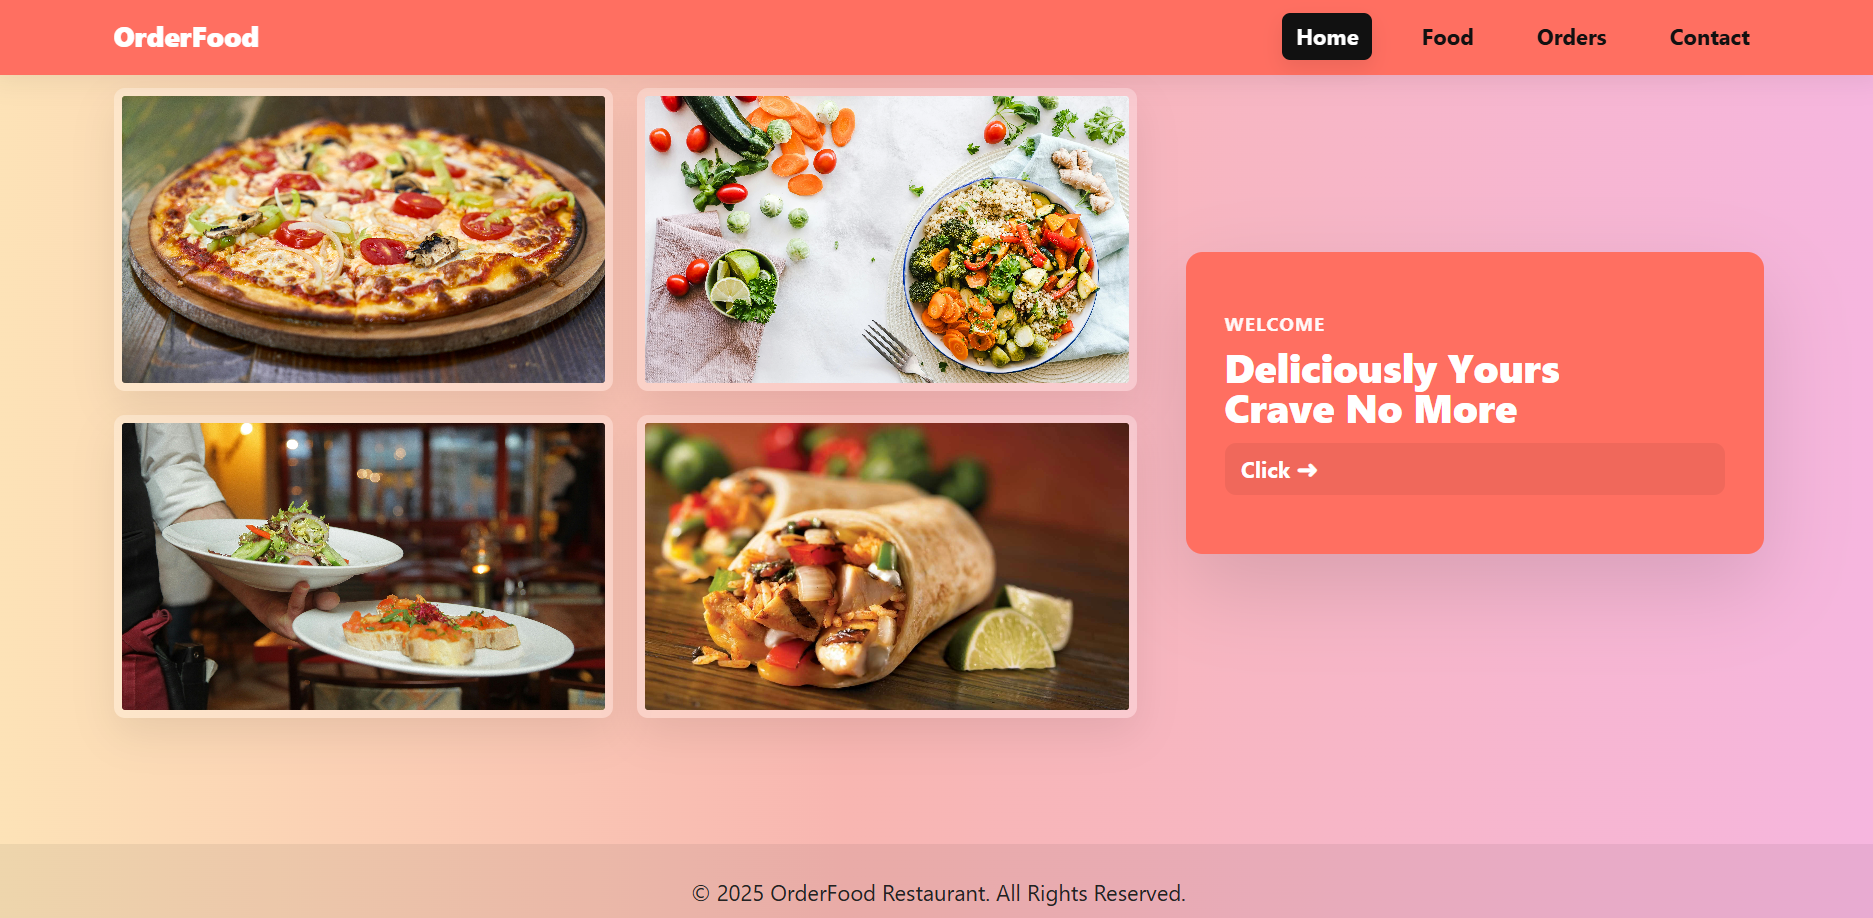 OrderFood
Home Food Orders Contact
WELCOME
Deliciously Yours
Crave No More
Click ➜
© 2025 OrderFood Restaurant. All Rights Reserved.